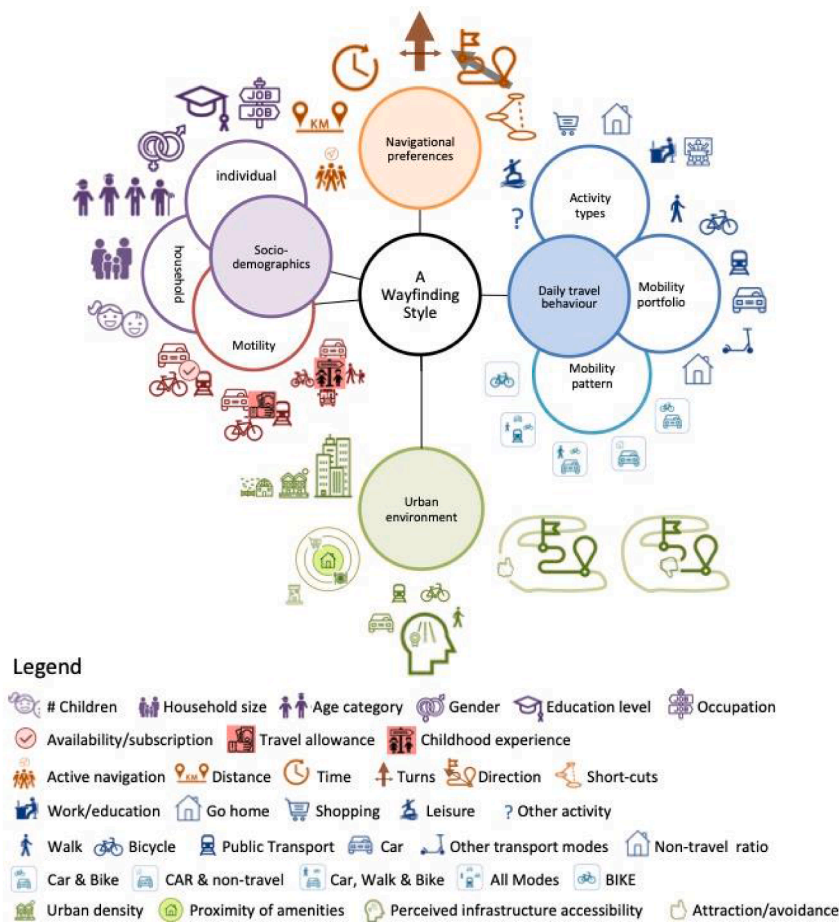 JOB
JOB
KM
Navigational
preferences
individual
Activity
types
?
household
Socio-
demographics
A
Wayfinding
Style
Daily travel
behaviour
Mobility
portfolio
Motility
Mobility
pattern
Urban
environment
Legend
# Children Household size Age category Gender Education level JOB JOB Occupation
Availability/subscription Travel allowance Childhood experience
Active navigation KM Distance Time Turns Direction Short-cuts
Work/education Go home Shopping Leisure ? Other activity
Walk Bicycle Public Transport Car Other transport modes Non-travel ratio
Car & Bike CAR & non-travel Car, Walk & Bike All Modes BIKE
Urban density Proximity of amenities Perceived infrastructure accessibility Attraction/avoidance